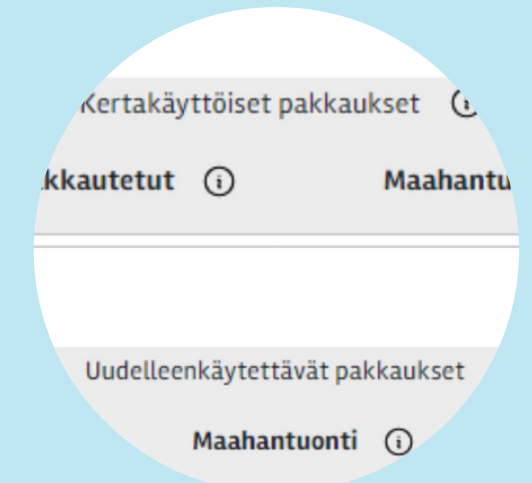 Kertakäyttöiset pakkaukset
kkautetut Maahantu
Uudelleenkäytettävät pakkaukset
Maahantuonti